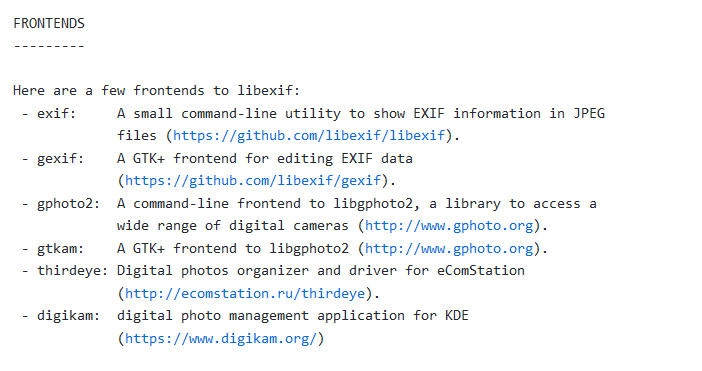 FRONTENDS
---------
Here are a few frontends to libexif:
- exif: A small command-line utility to show EXIF information in JPEG
files (https://github.com/libexif/libexif).
- gexif: A GTK+ frontend for editing EXIF data
(https://github.com/libexif/gexif).
- gphoto2: A command-line frontend to libgphoto2, a library to access a
wide range of digital cameras (http://www.gphoto.org).
- gtkam: A GTK+ frontend to libgphoto2 (http://www.gphoto.org).
- thirdeye: Digital photos organizer and driver for eComStation
(http://ecomstation.ru/thirdeye).
- digikam: digital photo management application for KDE
(https://www.digikam.org/)